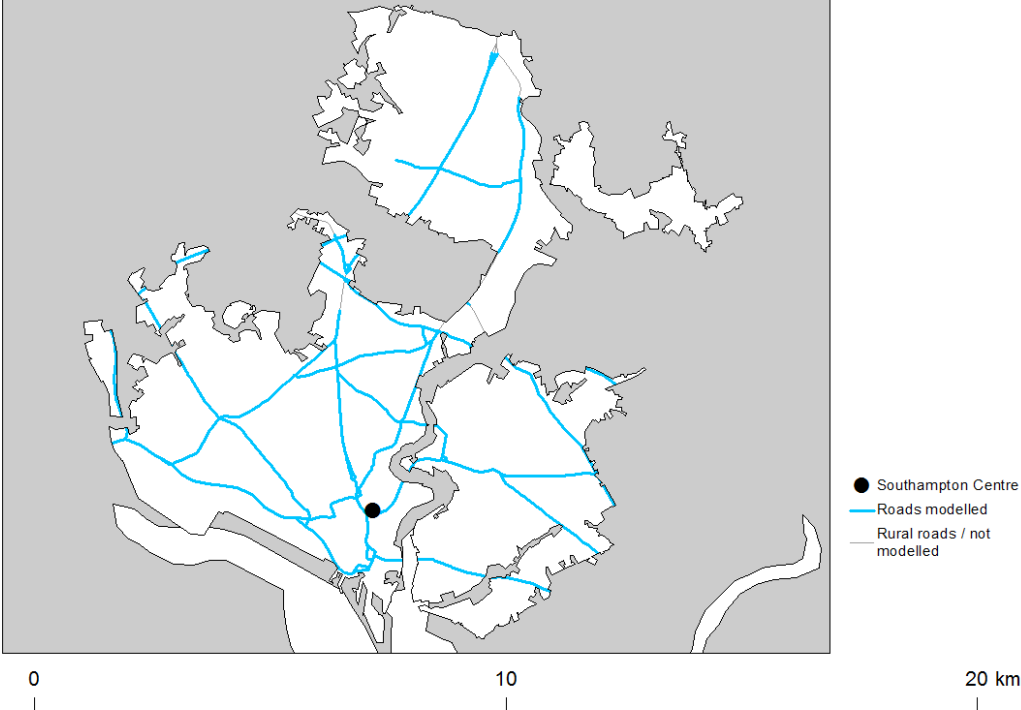 Southampton Centre
Roads modelled
Rural roads / not
modelled
0 10 20 km